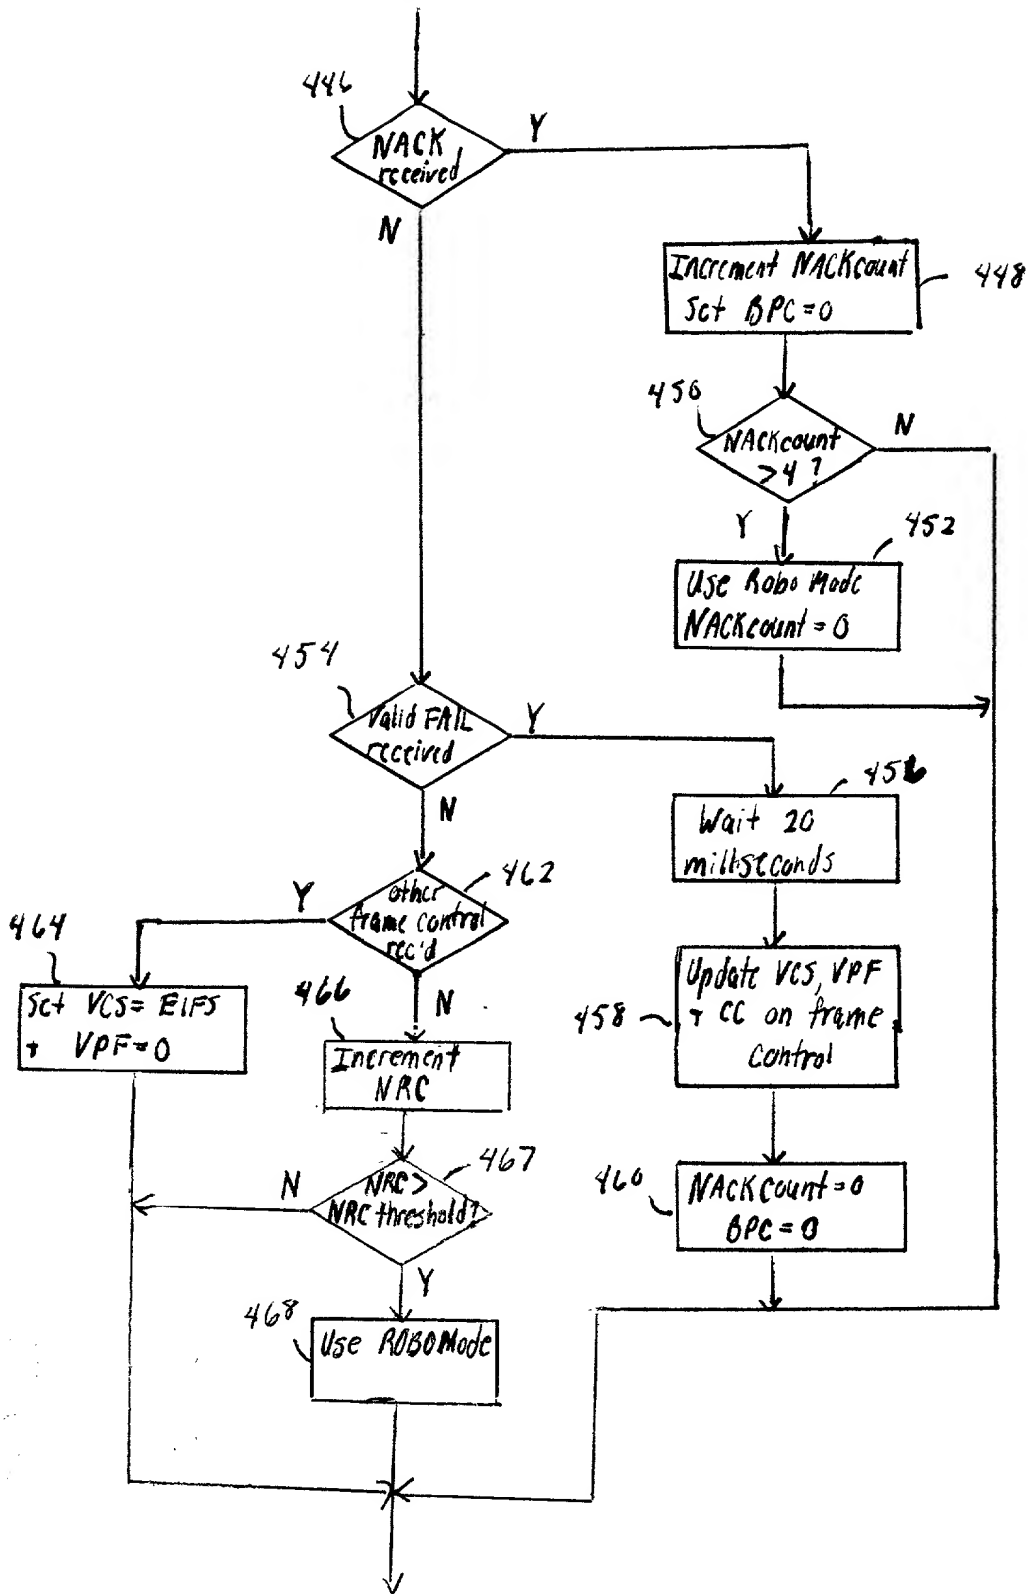 446
NACK
received
Y
N
Increment NACKcount
Set BPC=0
448
450
NACKcount
>4?
N
Y
452
Use Robo Mode
NACKcount=0
454
Valid FAIL
received
Y
N
456
Wait 20
milliseconds
462
other
frame control
rec'd
Y
N
464
Set VCS=EIFS
+ VPF=0
466
Increment
NRC
458
Update VCS, VPF
+ CC on frame
control
467
NRC>
NRC threshold?
N
Y
460
NACKcount=0
BPC=0
468
Use ROBOMode